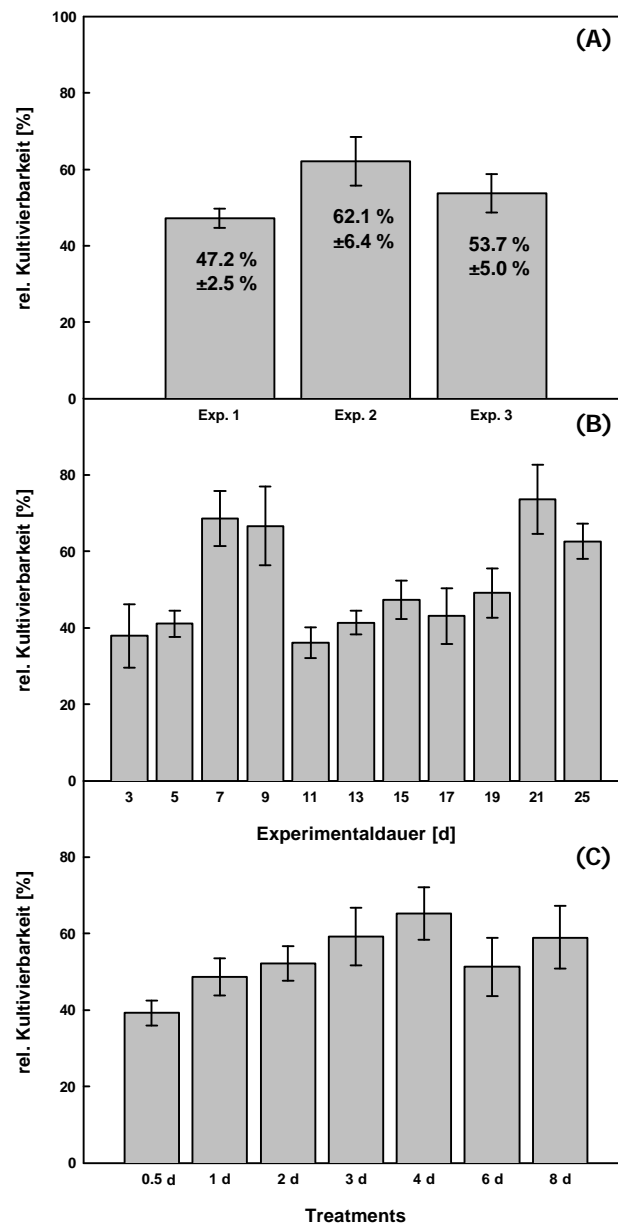 100
(A)
80
60
40
20
0
rel. Kultivierbarkeit [%]
47.2 %
±2.5 %
62.1 %
±6.4 %
53.7 %
±5.0 %
Exp. 1 Exp. 2 Exp. 3
(B)
80
60
40
20
0
rel. Kultivierbarkeit [%]
3 5 7 9 11 13 15 17 19 21 25
Experimentaldauer [d]
(C)
80
60
40
20
0
rel. Kultivierbarkeit [%]
0.5 d 1 d 2 d 3 d 4 d 6 d 8 d
Treatments